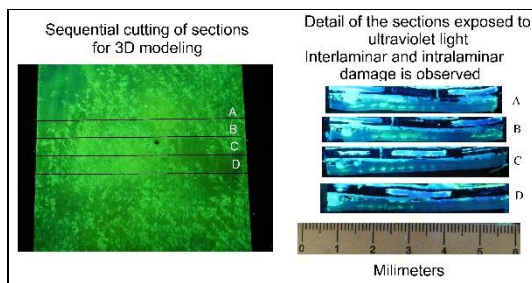 Sequential cutting of sections
for 3D modeling
A
B
C
D
Detail of the sections exposed to
ultraviolet light
Interlaminar and intralaminar
damage is observed
A
B
C
D
0 1 2 3 4 5 6
Milimeters